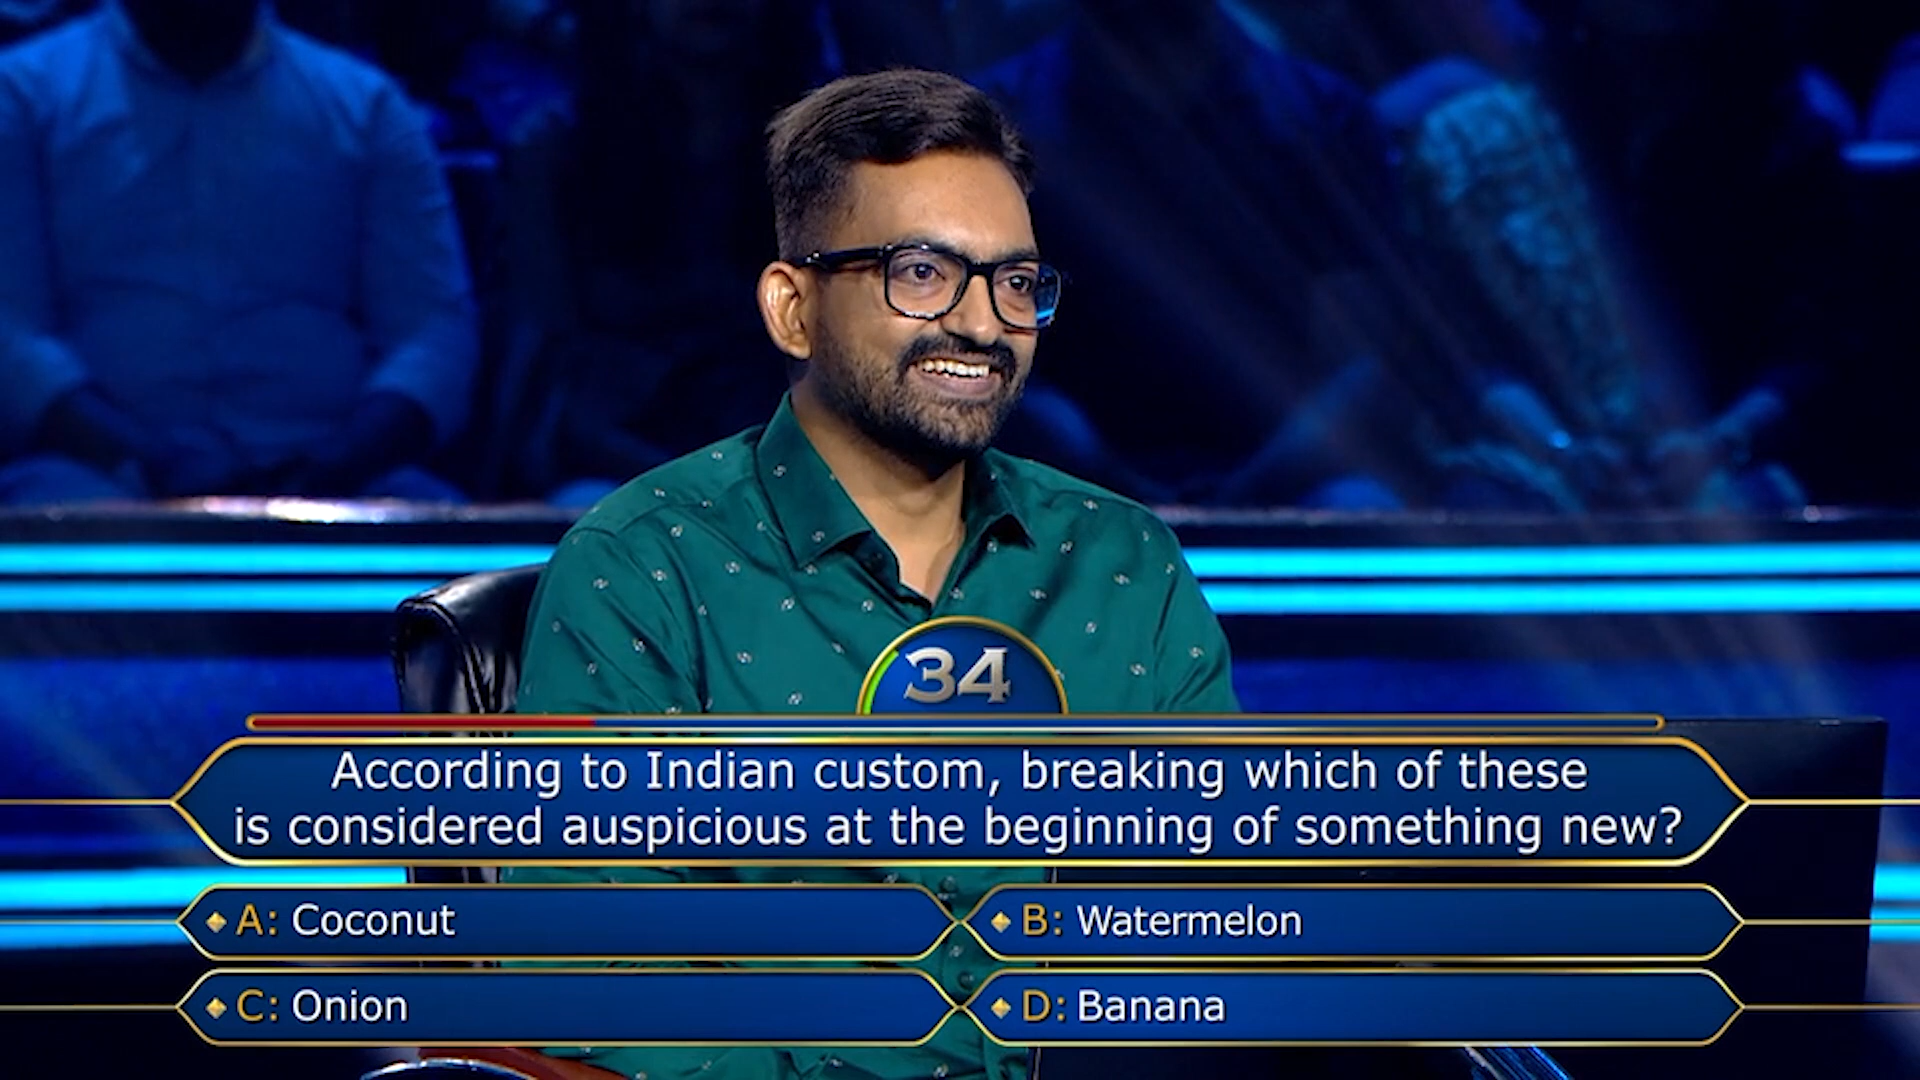 34
According to Indian custom, breaking which of these
is considered auspicious at the beginning of something new?
A: Coconut
B: Watermelon
C: Onion
D: Banana